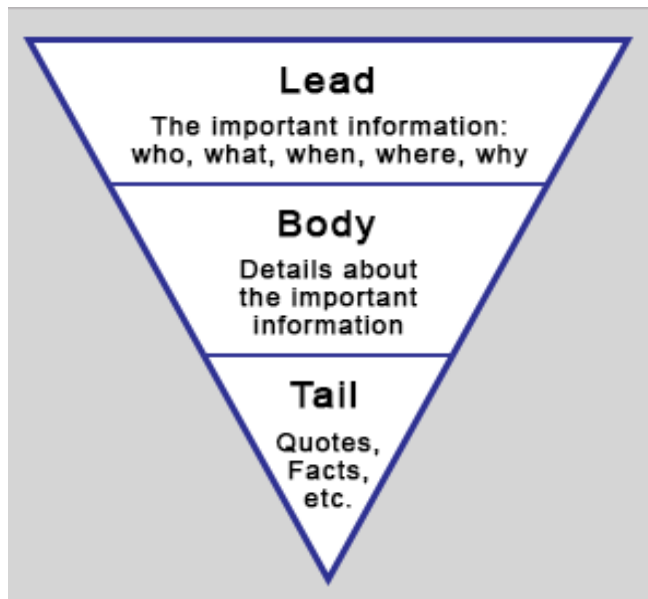 Lead
The important information:
who, what, when, where, why
Body
Details about
the important
information
Tail
Quotes,
Facts,
etc.